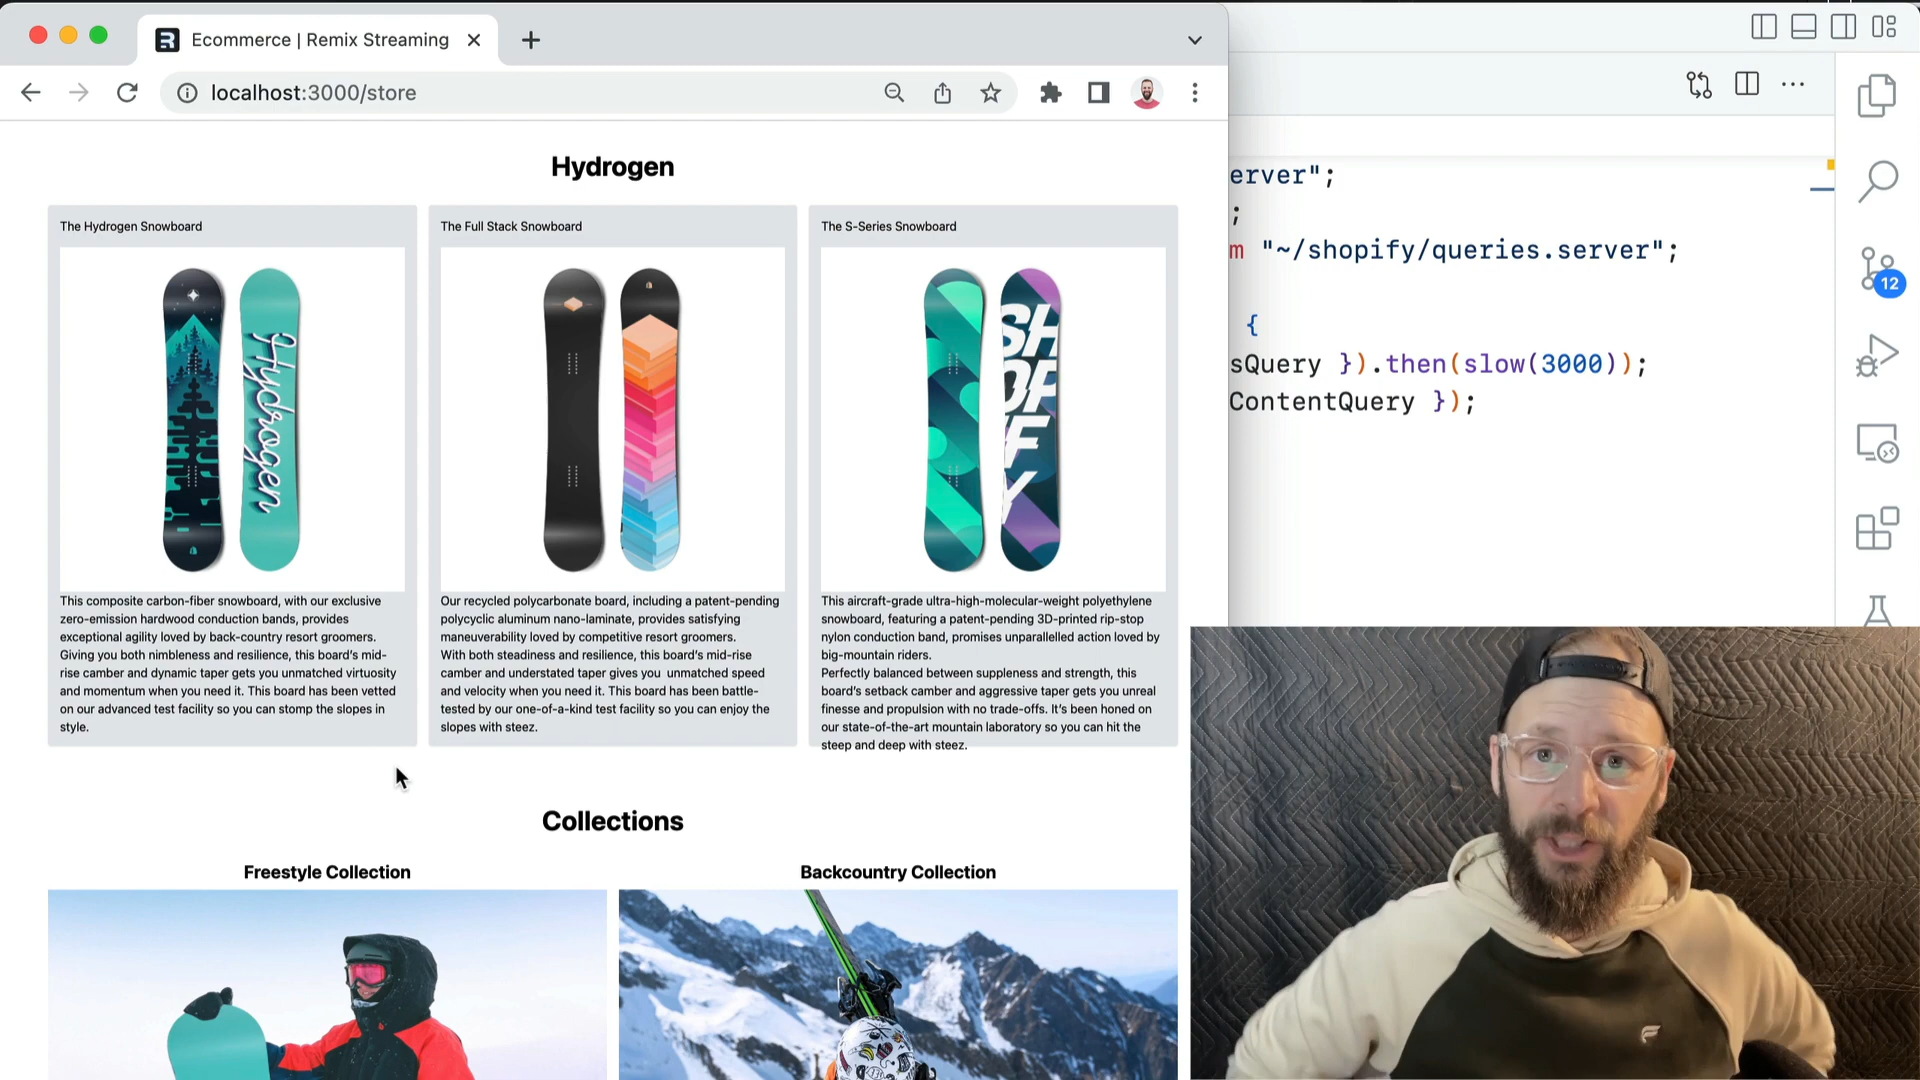 Ecommerce | Remix Streaming
localhost:3000/store
Hydrogen
The Hydrogen Snowboard
Hydrogen
This composite carbon-fiber snowboard, with our exclusive
zero-emission hardwood conduction bands, provides
exceptional agility loved by back-country resort groomers.
Giving you both nimbleness and resilience, this board's mid-
rise camber and dynamic taper gets you unmatched virtuosity
and momentum when you need it. This board has been vetted
on our advanced test facility so you can stomp the slopes in
style.
The Full Stack Snowboard
Our recycled polycarbonate board, including a patent-pending
polycyclic aluminum nano-laminate, provides satisfying
maneuverability loved by competitive resort groomers.
With both steadiness and resilience, this board's mid-rise
camber and understated taper gives you  unmatched speed
and velocity when you need it. This board has been battle-
tested by our one-of-a-kind test facility so you can enjoy the
slopes with steez.
The S-Series Snowboard
SH
OP
IF
Y
This aircraft-grade ultra-high-molecular-weight polyethylene
snowboard, featuring a patent-pending 3D-printed rip-stop
nylon conduction band, promises unparallelled action loved by
big-mountain riders.
Perfectly balanced between suppleness and strength, this
board's setback camber and aggressive taper gets you unreal
finesse and propulsion with no trade-offs. It's been honed on
our state-of-the-art mountain laboratory so you can hit the
steep and deep with steez.
Collections
Freestyle Collection
Backcountry Collection
erver";
;
m "~/shopify/queries.server";
{
sQuery }).then(slow(3000));
ContentQuery });
12